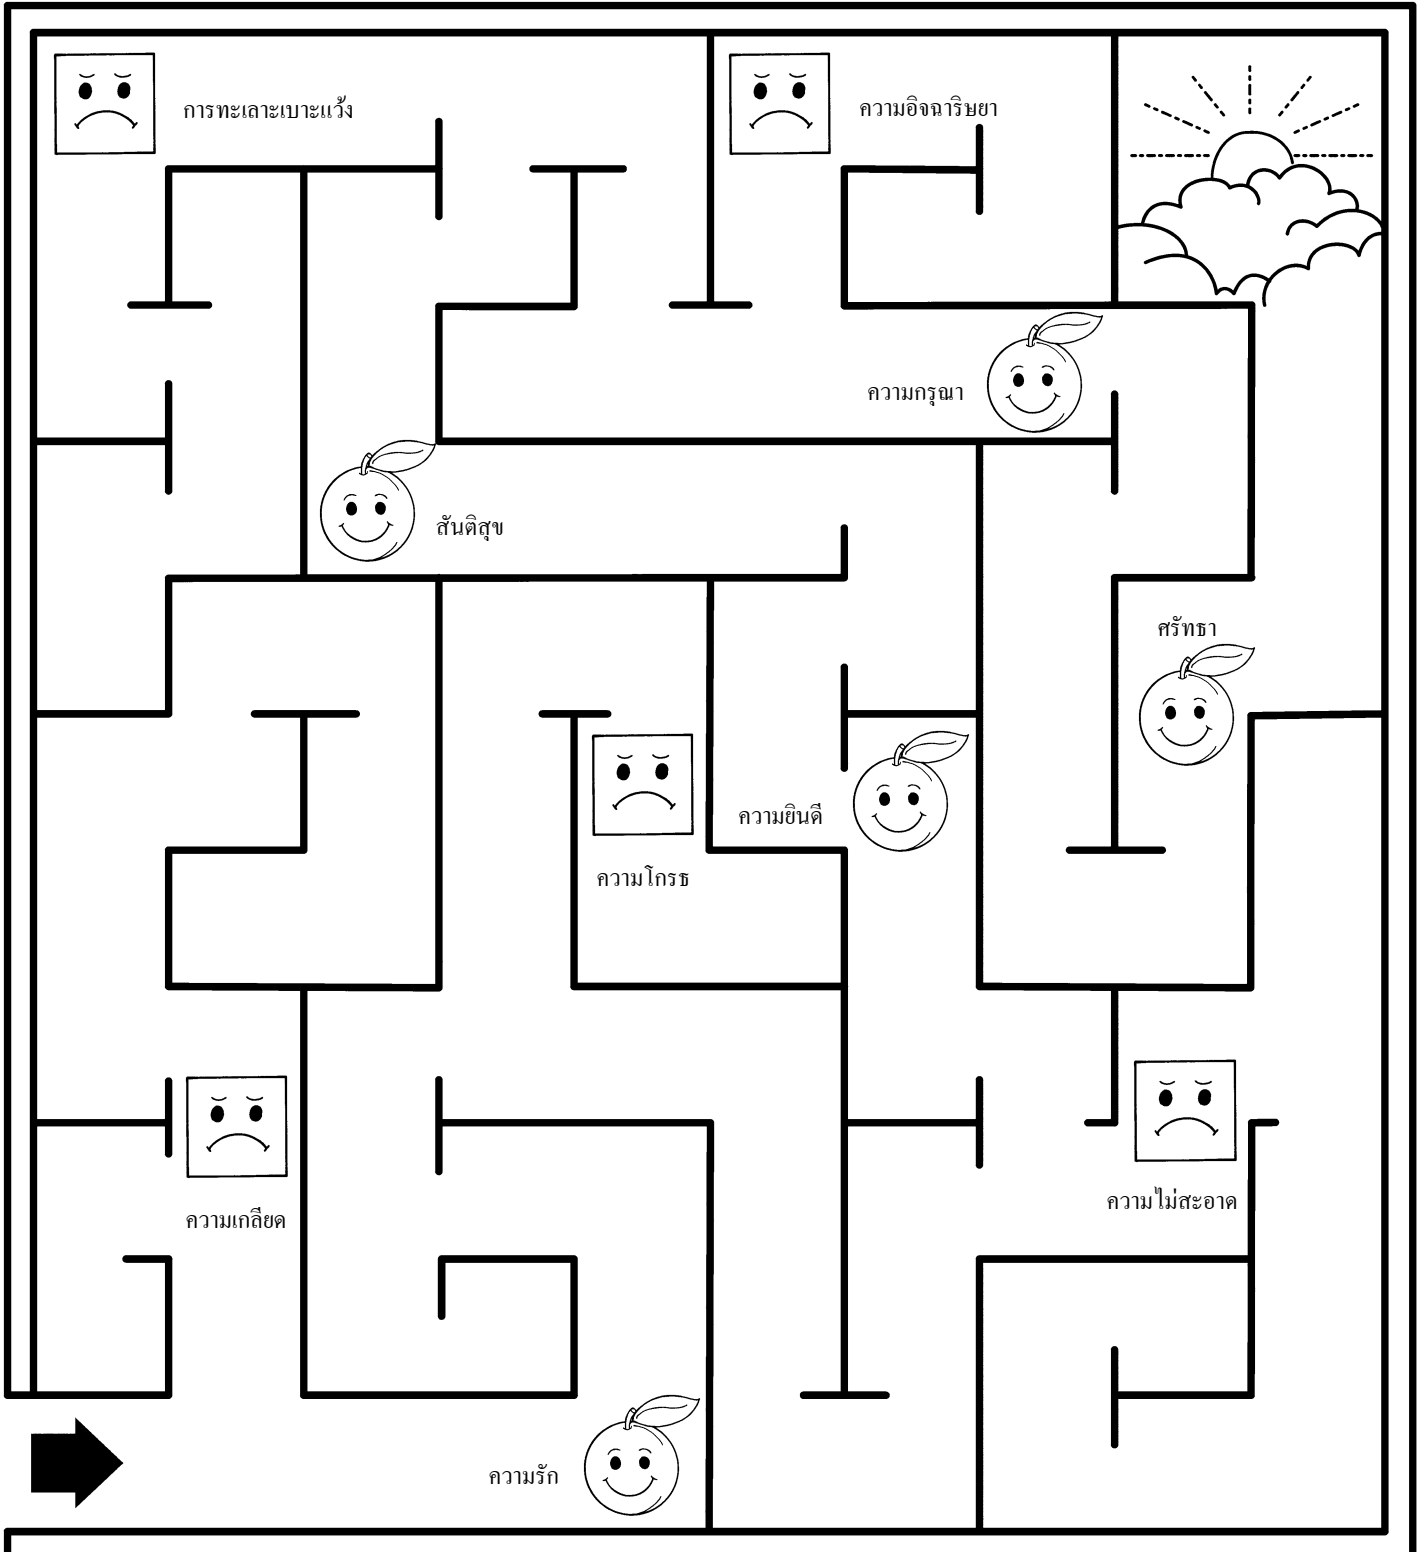 การทะเลาะเบาะแว้ง
ความอิจฉาริษยา
ความกรุณา
สันติสุข
ศรัทธา
ความยินดี
ความโกรธ
ความไม่สะอาด
ความเกลียด
ความรัก